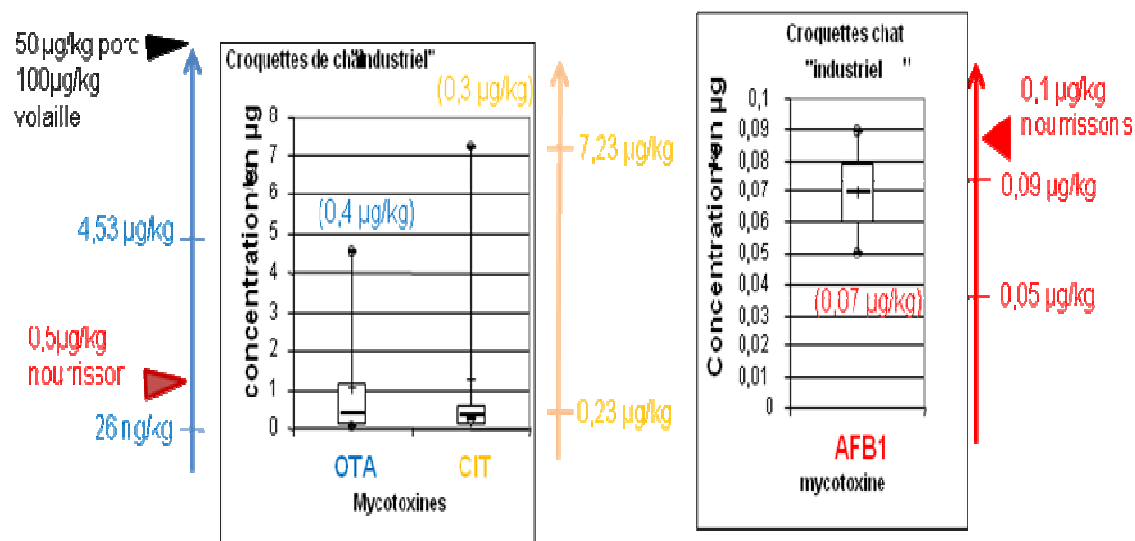 50 µg/kg porc
100µg/kg
volaille
4,53 µg/kg
0,5µg/kg
nourrisson
26 ng/kg
Croquettes de industriel"
(0,3 µg/kg)
(0,4 µg/kg)
8
7
6
5
4
3
2
1
0
OTA
CIT
Mycotoxines
7,23 µg/kg
0,23 µg/kg
Croquettes chat
"industriel "
0,1
0,09
0,08
0,07
0,06
0,05
0,04
0,03
0,02
0,01
0
(0,07 µg/kg)
AFB1
mycotoxine
0,1 µg/kg
nourrissons
0,09 µg/kg
0,05 µg/kg